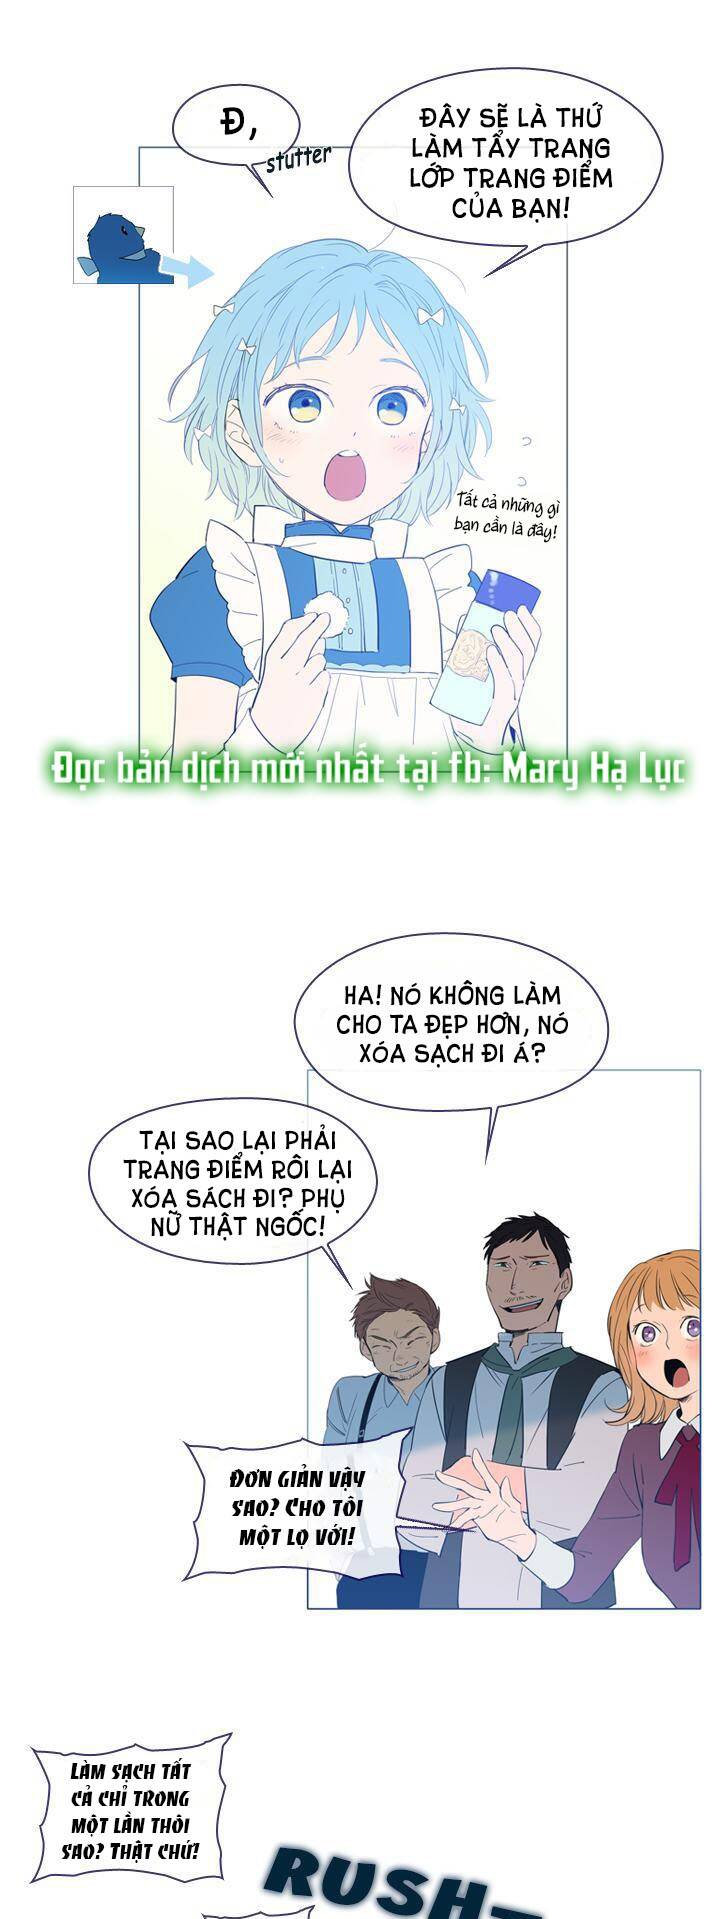 Đ,
stutter
ĐÂY SẼ LÀ THỨ
LÀM TẨY TRANG
LỚP TRANG ĐIỂM
CỦA BẠN!
Tất cả những gì
bạn cần là đây!
Đọc bản dịch mới nhất tại fb: Mary Hạ Lục
HA! NÓ KHÔNG LÀM
CHO TA ĐẸP HƠN, NÓ
XÓA SẠCH ĐI Á?
TẠI SAO LẠI PHẢI
TRANG ĐIỂM RÔI LẠI
XÓA SÁCH ĐI? PHỤ
NỮ THẬT NGỐC!
ĐƠN GIẢN VẬY
SAO? CHO TÔI
MỘT LỌ VỚI!
LÀM SẠCH TẤT
CẢ CHỈ TRONG
MỘT LẦN THÔI
SAO? THẬT CHỨ?
RUSH